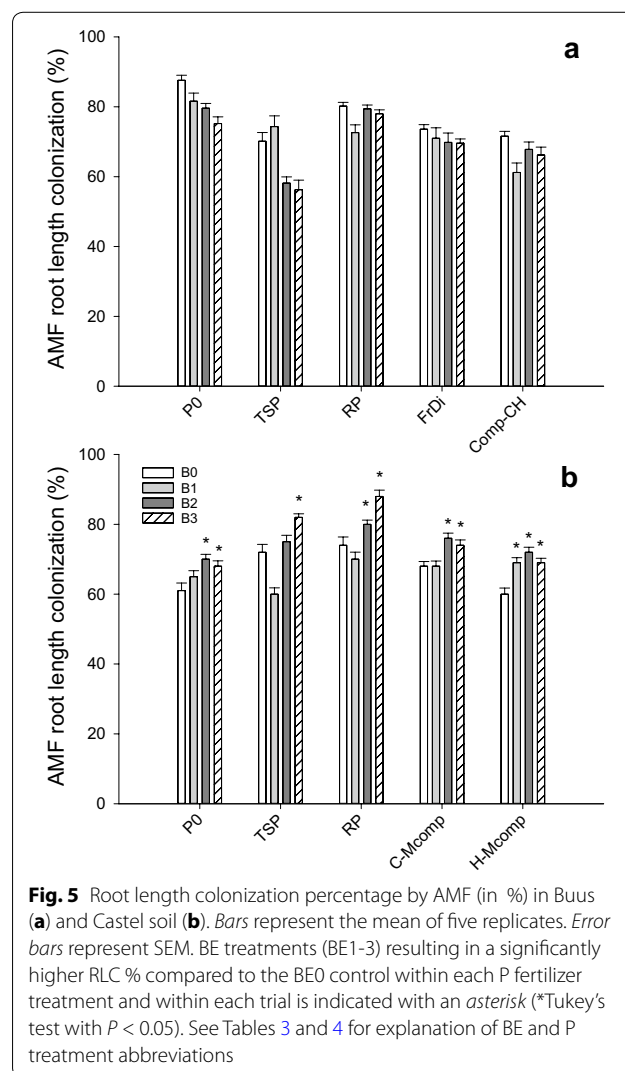 a
AMF root length colonization (%)
100
80
60
40
20
0
P0 TSP RP FrDi Comp-CH
b
AMF root length colonization (%)
100
80
60
40
20
0
B0
B1
B2
B3
* * * * * * * * * *
P0 TSP RP C-Mcomp H-Mcomp
Fig. 5 Root length colonization percentage by AMF (in %) in Buus
(a) and Castel soil (b). Bars represent the mean of five replicates. Error
bars represent SEM. BE treatments (BE1-3) resulting in a significantly
higher RLC % compared to the BE0 control within each P fertilizer
treatment and within each trial is indicated with an asterisk (*Tukey's
test with P < 0.05). See Tables 3 and 4 for explanation of BE and P
treatment abbreviations